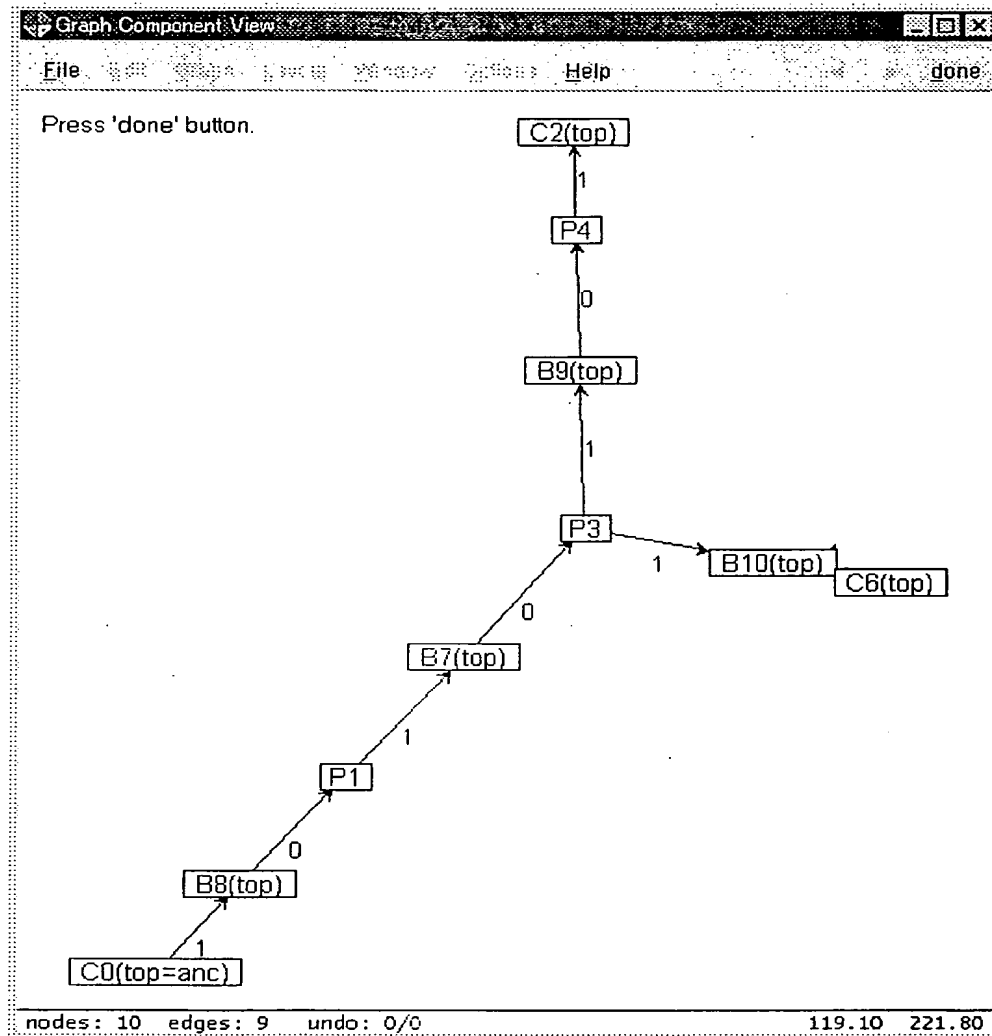 Graph Component View
File Window Options Help done
Press 'done' button.
C2(top)
1
P4
0
B9(top)
1
P3
1
B10(top)
C6(top)
0
B7(top)
1
P1
0
B8(top)
1
C0(top=anc)
nodes: 10 edges: 9 undo: 0/0 119.10 221.80